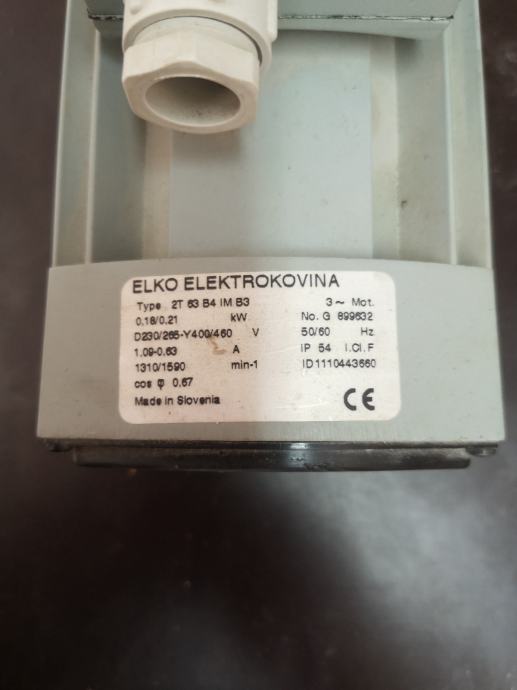 ELKO ELEKTROKOVINA
Type 2T 63 B4 IM B3 3~ Mot.
0,18/0,21 kW No. G 899632
D230/265-Y400/460 V 50/60 Hz
1,09-0,63 A IP 54 I.Cl.F
1310/1590 min-1 ID1110443660
cos φ 0,67
Made in Slovenia CE